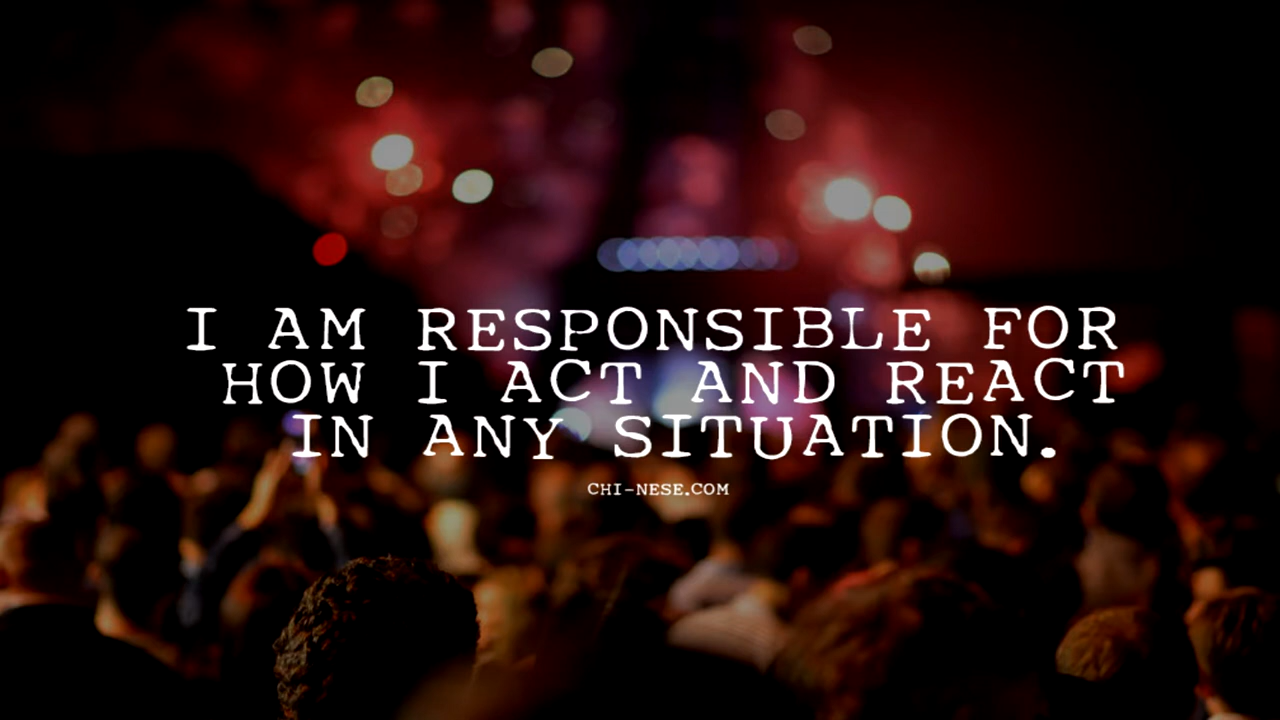 I AM RESPONSIBLE FOR
HOW I ACT AND REACT
IN ANY SITUATION.
CHI-NESE.COM